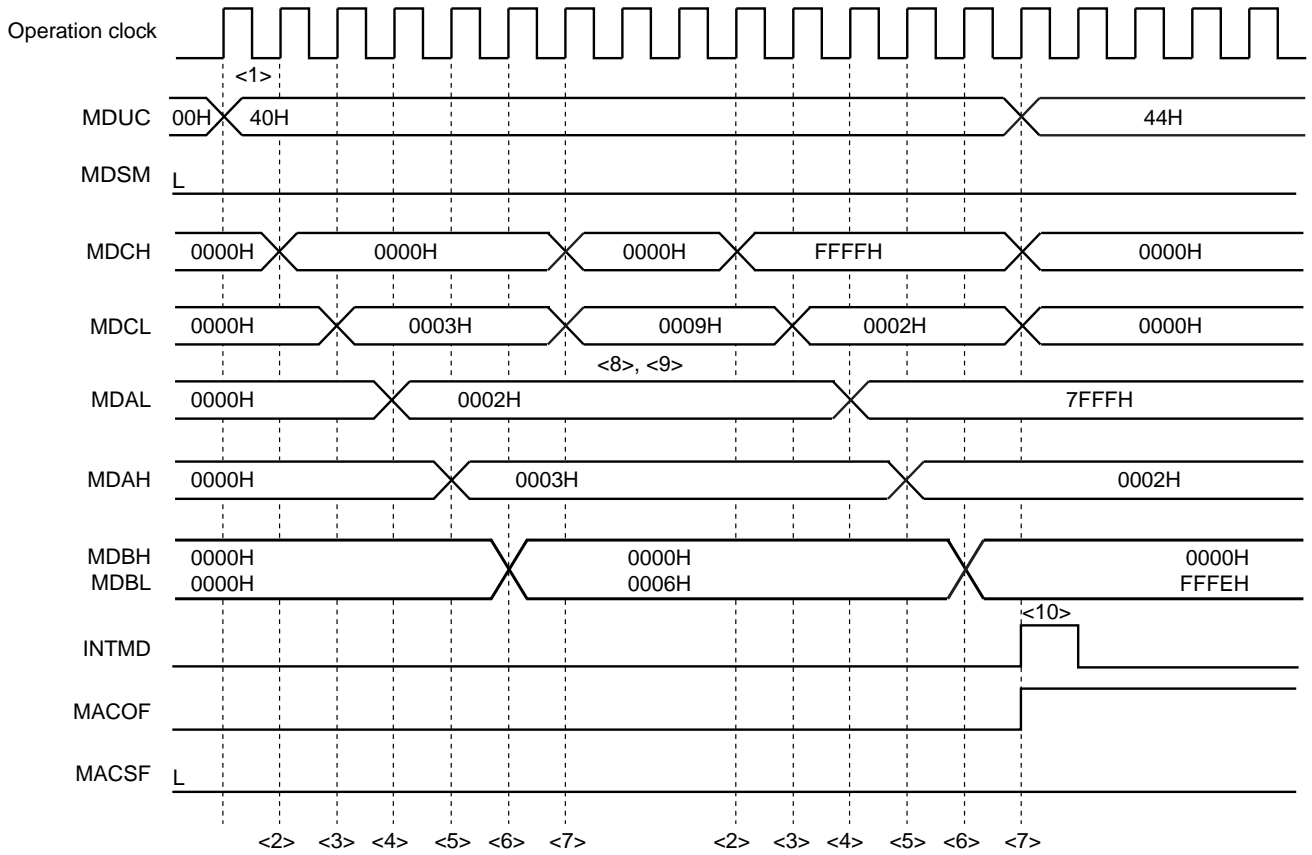 Operation clock
<1>
MDUC 00H 40H 44H
MDSM L
MDCH 0000H 0000H 0000H FFFFH 0000H
MDCL 0000H 0003H 0009H 0002H 0000H
<8>, <9>
MDAL 0000H 0002H 7FFFH
MDAH 0000H 0003H 0002H
MDBH 0000H 0000H 0000H
MDBL 0000H 0006H FFFEH
<10>
INTMD
MACOF
MACSF L
<2> <3> <4> <5> <6> <7> <2> <3> <4> <5> <6> <7>